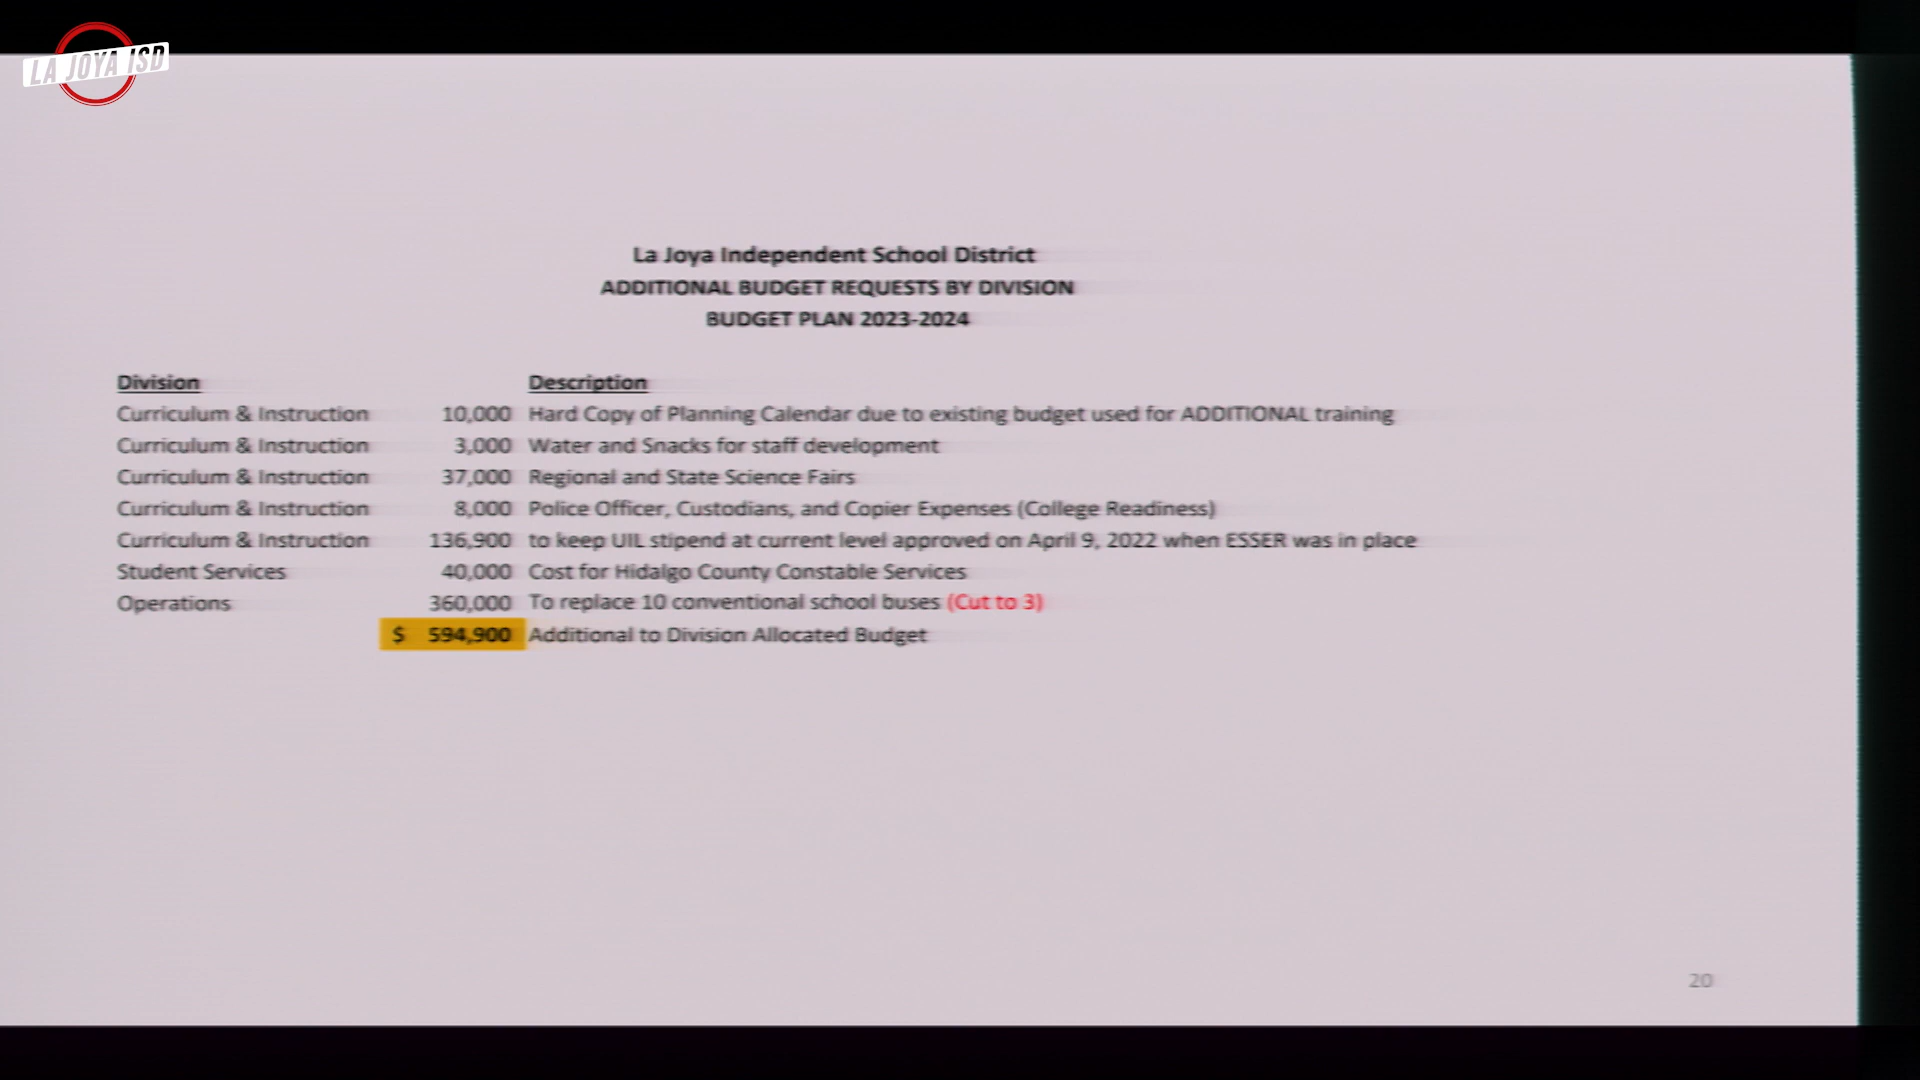 LA JOYA ISD
La Joya Independent School District
ADDITIONAL BUDGET REQUESTS BY DIVISION
BUDGET PLAN 2023-2024
Division Description
Curriculum & Instruction 10,000 Hard Copy of Planning Calendar due to existing budget used for ADDITIONAL training
Curriculum & Instruction 3,000 Water and Snacks for staff development
Curriculum & Instruction 37,000 Regional and State Science Fairs
Curriculum & Instruction 8,000 Police Officer, Custodians, and Copier Expenses (College Readiness)
Curriculum & Instruction 136,900 to keep UIL stipend at current level approved on April 9, 2022 when ESSER was in place
Student Services 40,000 Cost for Hidalgo County Constable Services
Operations 360,000 To replace 10 conventional school buses (Cut to 3)
$ 594,900 Additional to Division Allocated Budget
20